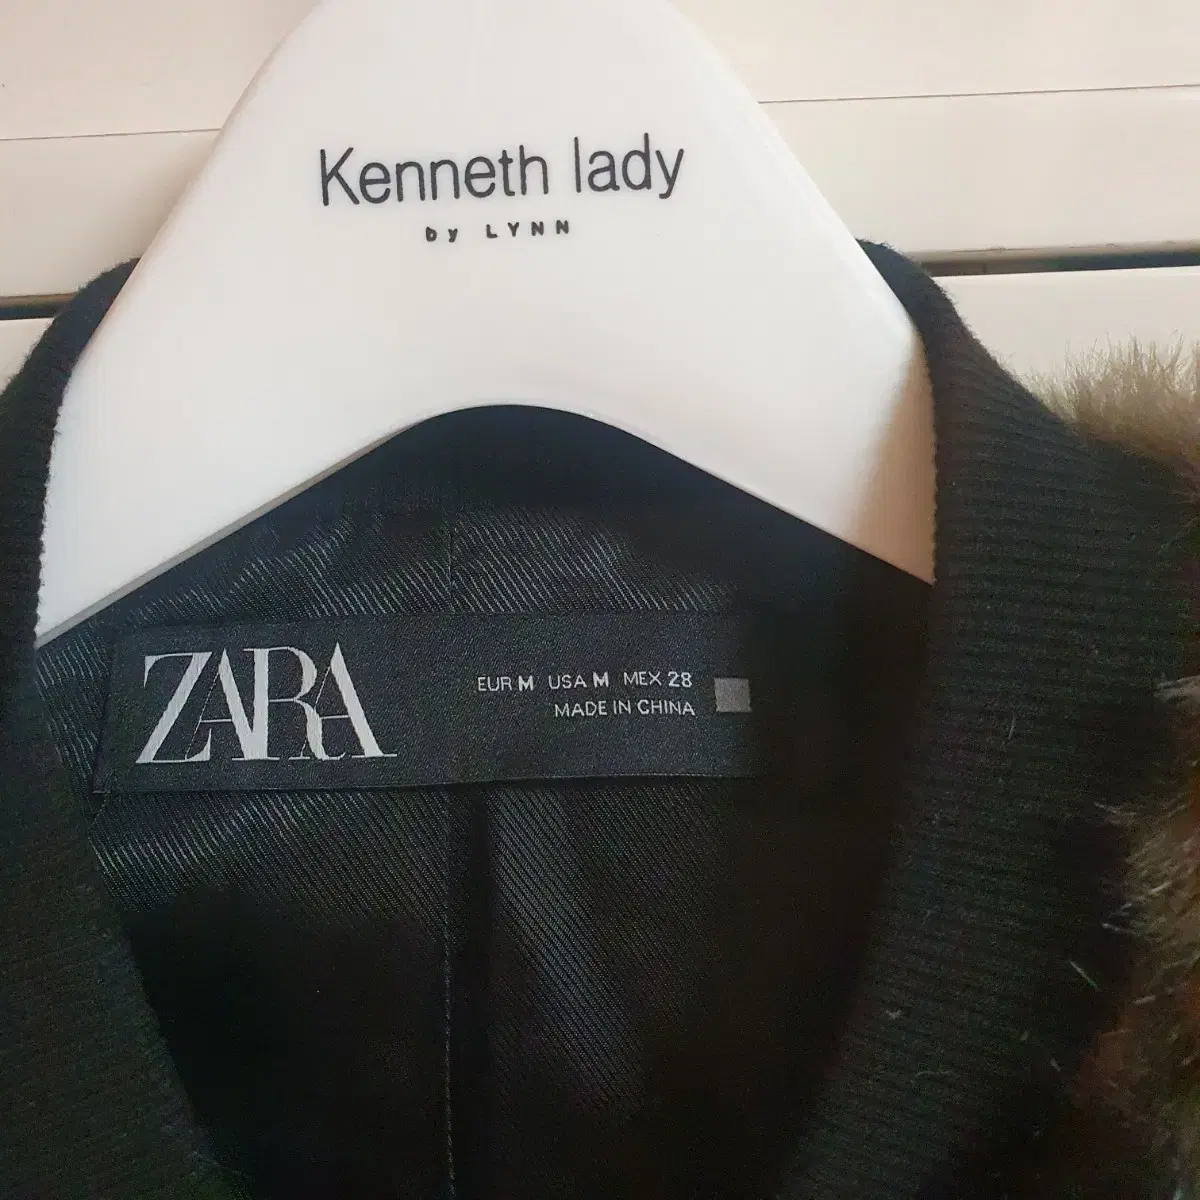 Kenneth lady
by LYNN
ZARA
EUR M USA M MEX 28
MADE IN CHINA